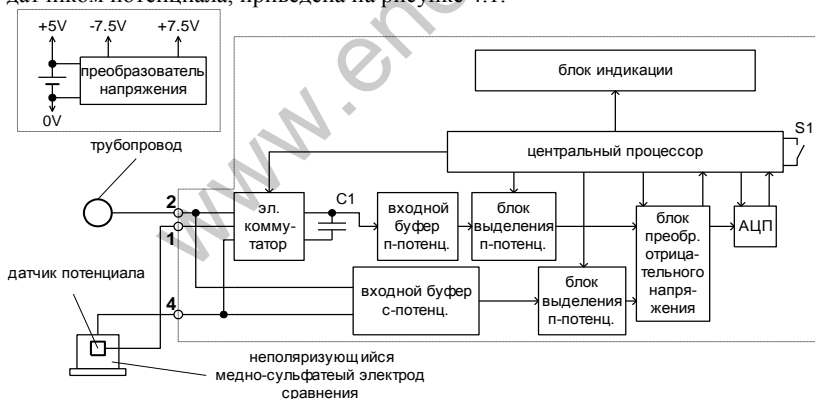 датчиком потенциала, приведена на рисунке 4.1.
+5V
-7.5V
+7.5V
преобразователь
напряжения
0V
блок индикации
S1
центральный процессор
трубопровод
2
1
эл.
комму-
татор
C1
входной
буфер
п-потенц.
блок
выделения
п-потенц.
блок
преобр.
отрица-
тельного
напря-
жения
АЦП
датчик потенциала
4
входной буфер
с-потенц.
блок
выделения
п-потенц.
неполяризующийся
медно-сульфатеый электрод
сравнения